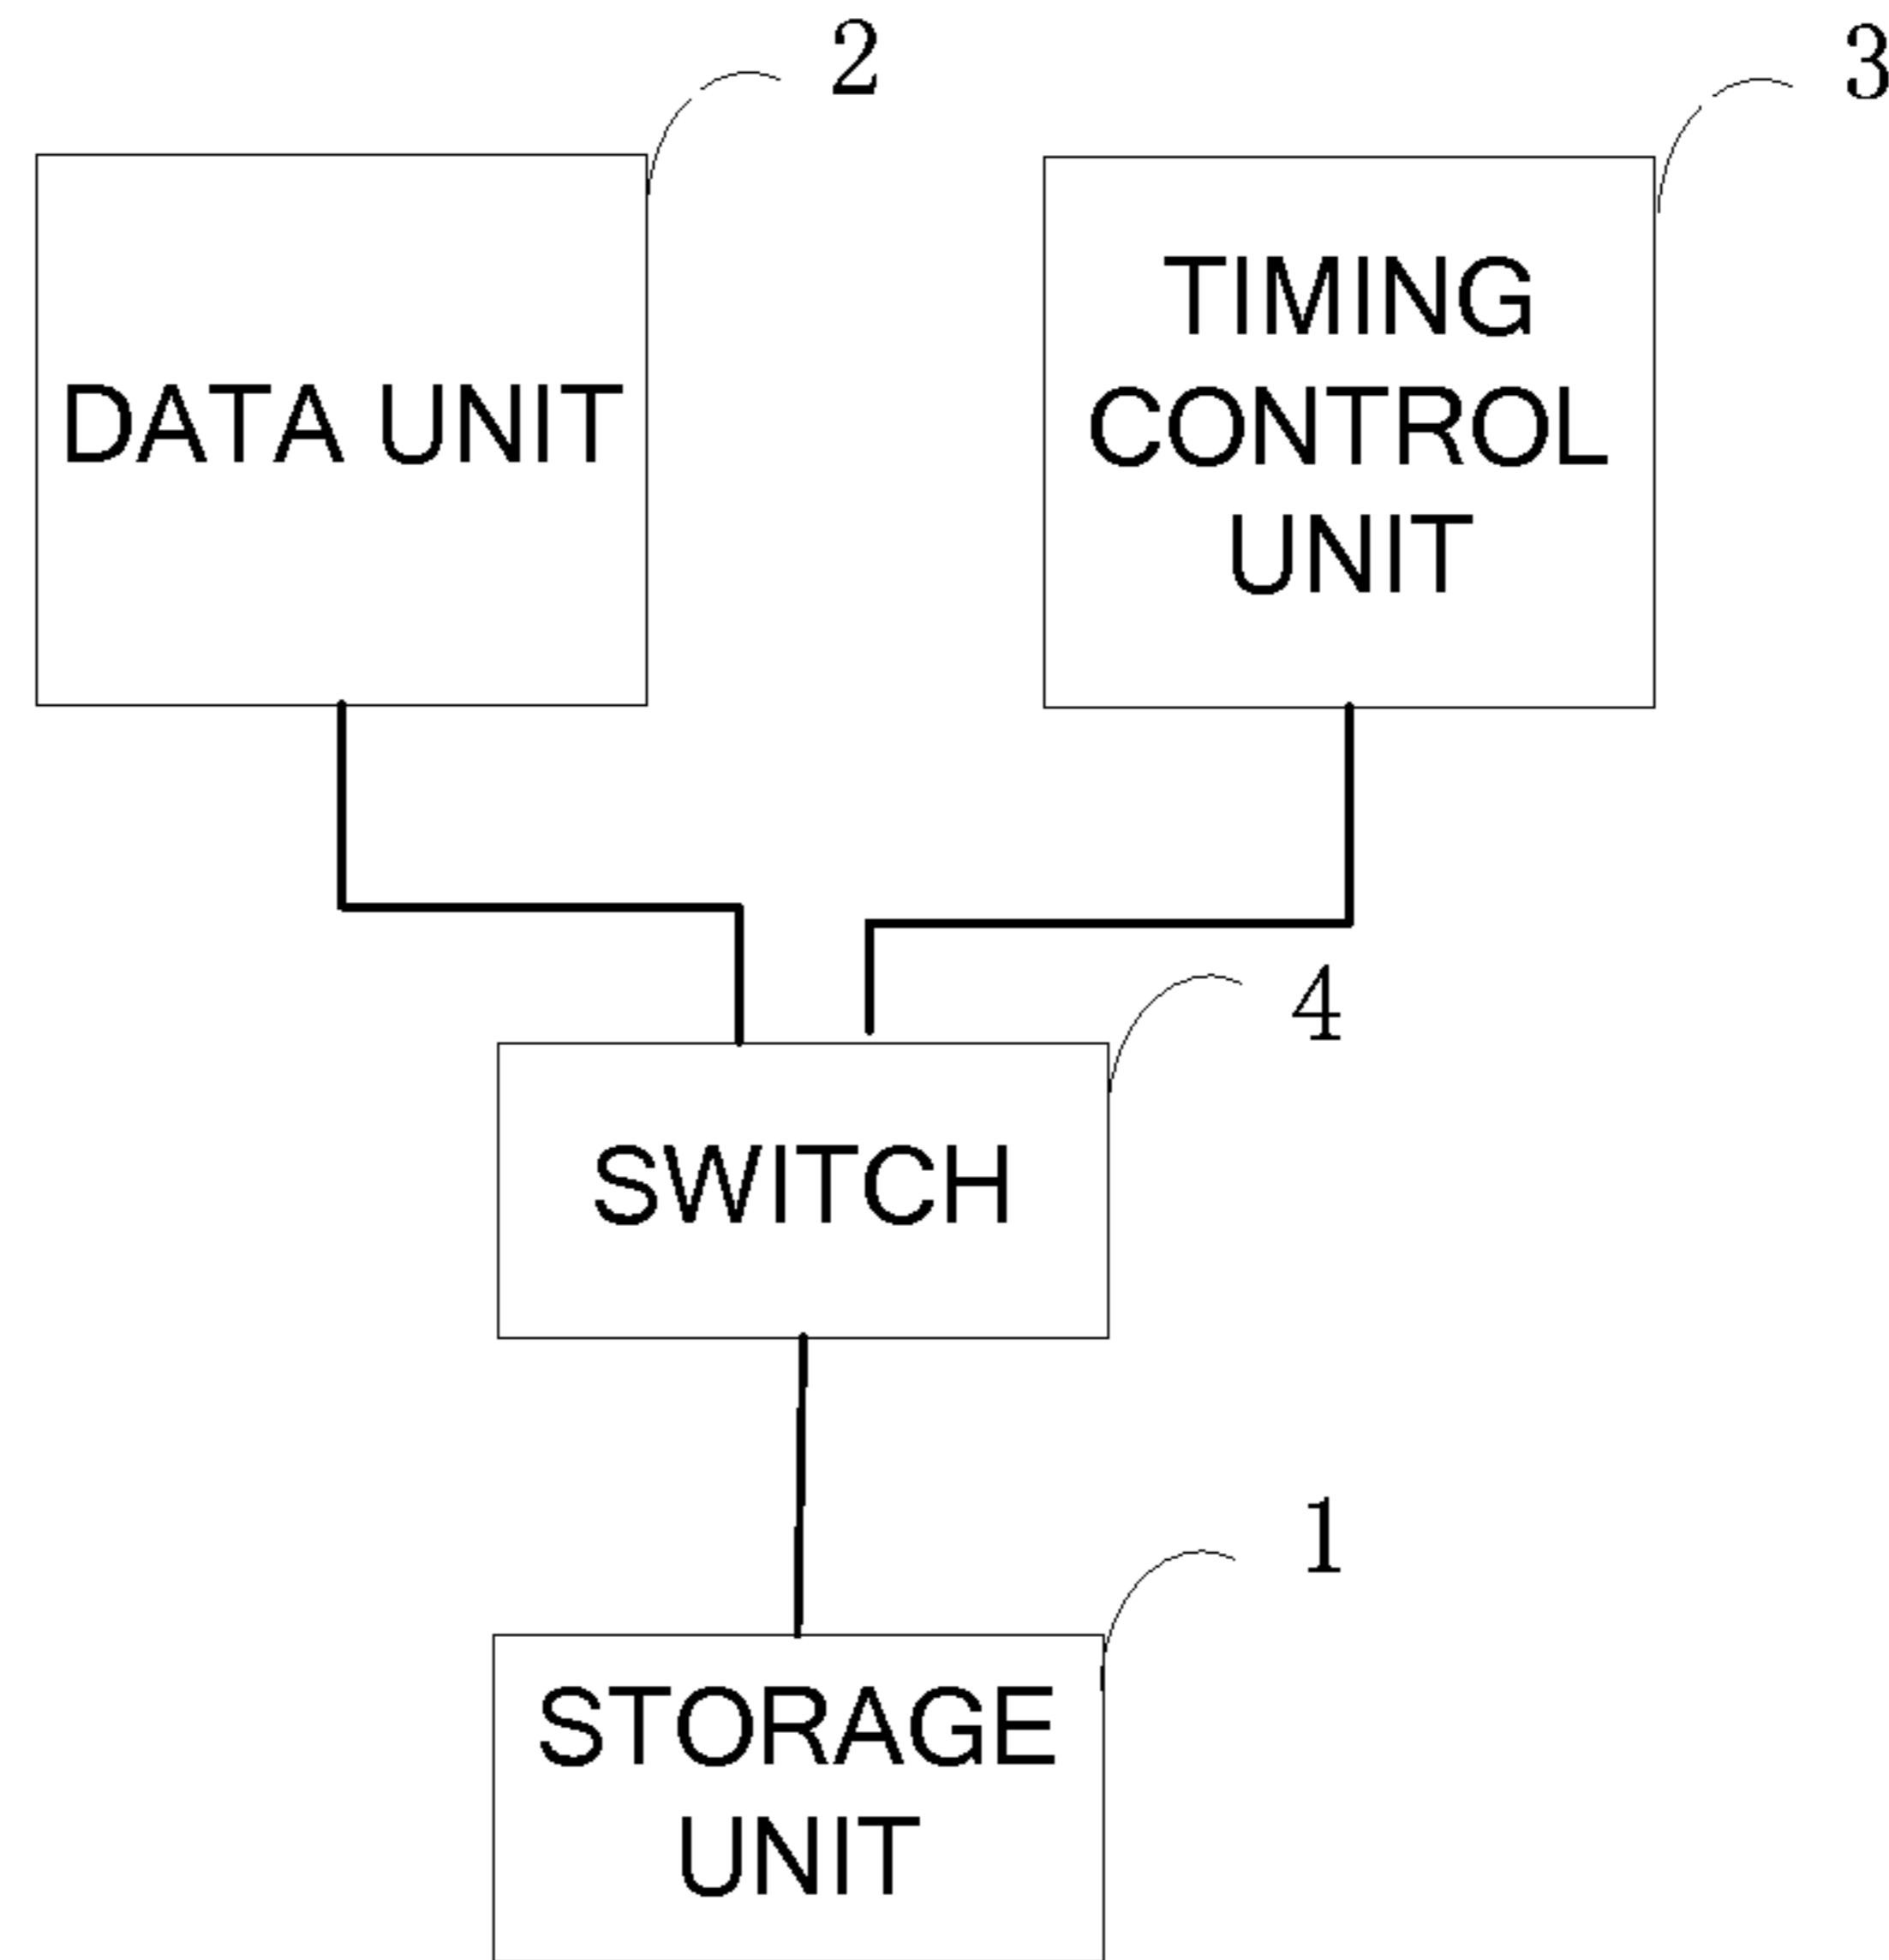 2
3
DATA UNIT
TIMING
CONTROL
UNIT
4
SWITCH
1
STORAGE
UNIT